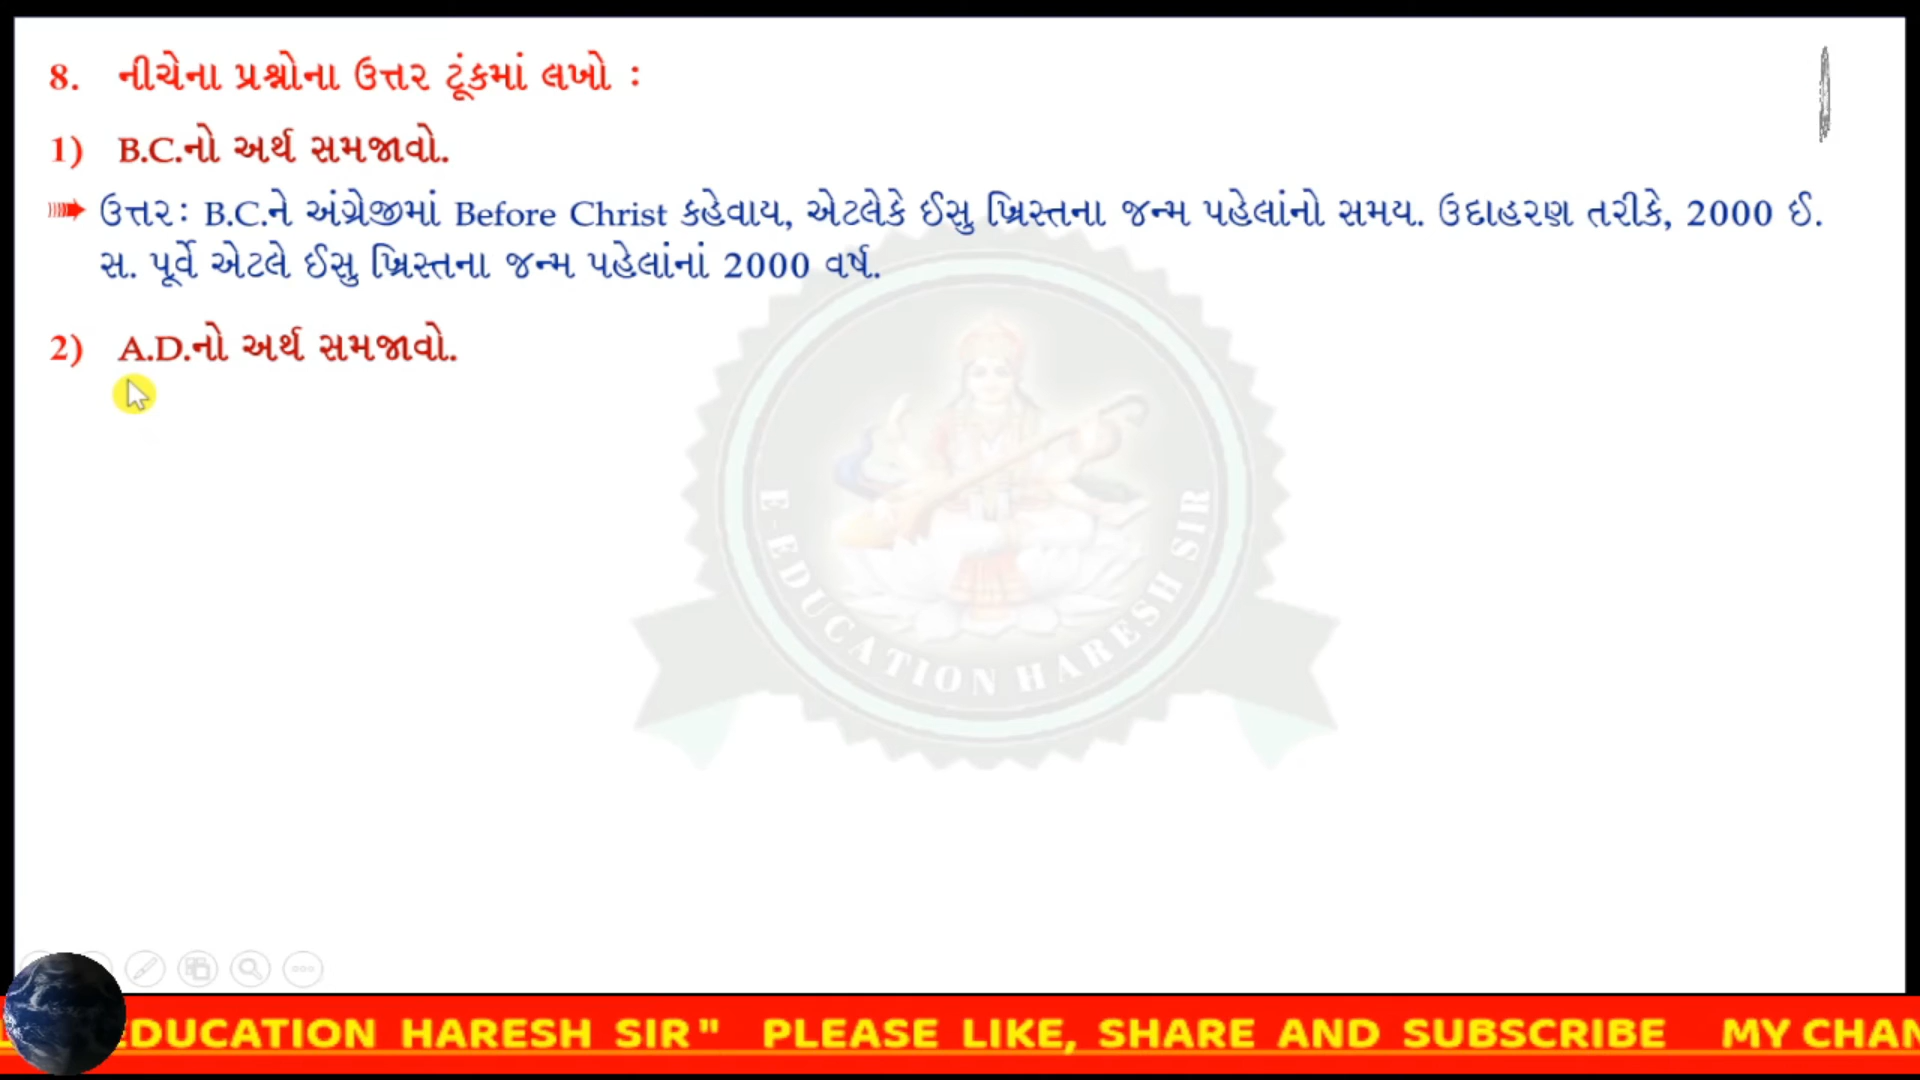 8. નીચેના પ્રશ્નોના ઉત્તર ટૂંકમાં લખો :
1) B.C.નો અર્થ સમજાવો.
ઉત્તર: B.C.ને અંગ્રેજીમાં Before Christ કહેવાય, એટલેકે ઈસુ ખ્રિસ્તના જન્મ પહેલાંનો સમય. ઉદાહરણ તરીકે, 2000 ઈ.
સ. પૂર્વે એટલે ઈસુ ખ્રિસ્તના જન્મ પહેલાંનાં 2000 વર્ષ.
2) A.D.નો અર્થ સમજાવો.
E-EDUCATION HARESH SIR
EDUCATION HARESH SIR" PLEASE LIKE, SHARE AND SUBSCRIBE MY CHAN